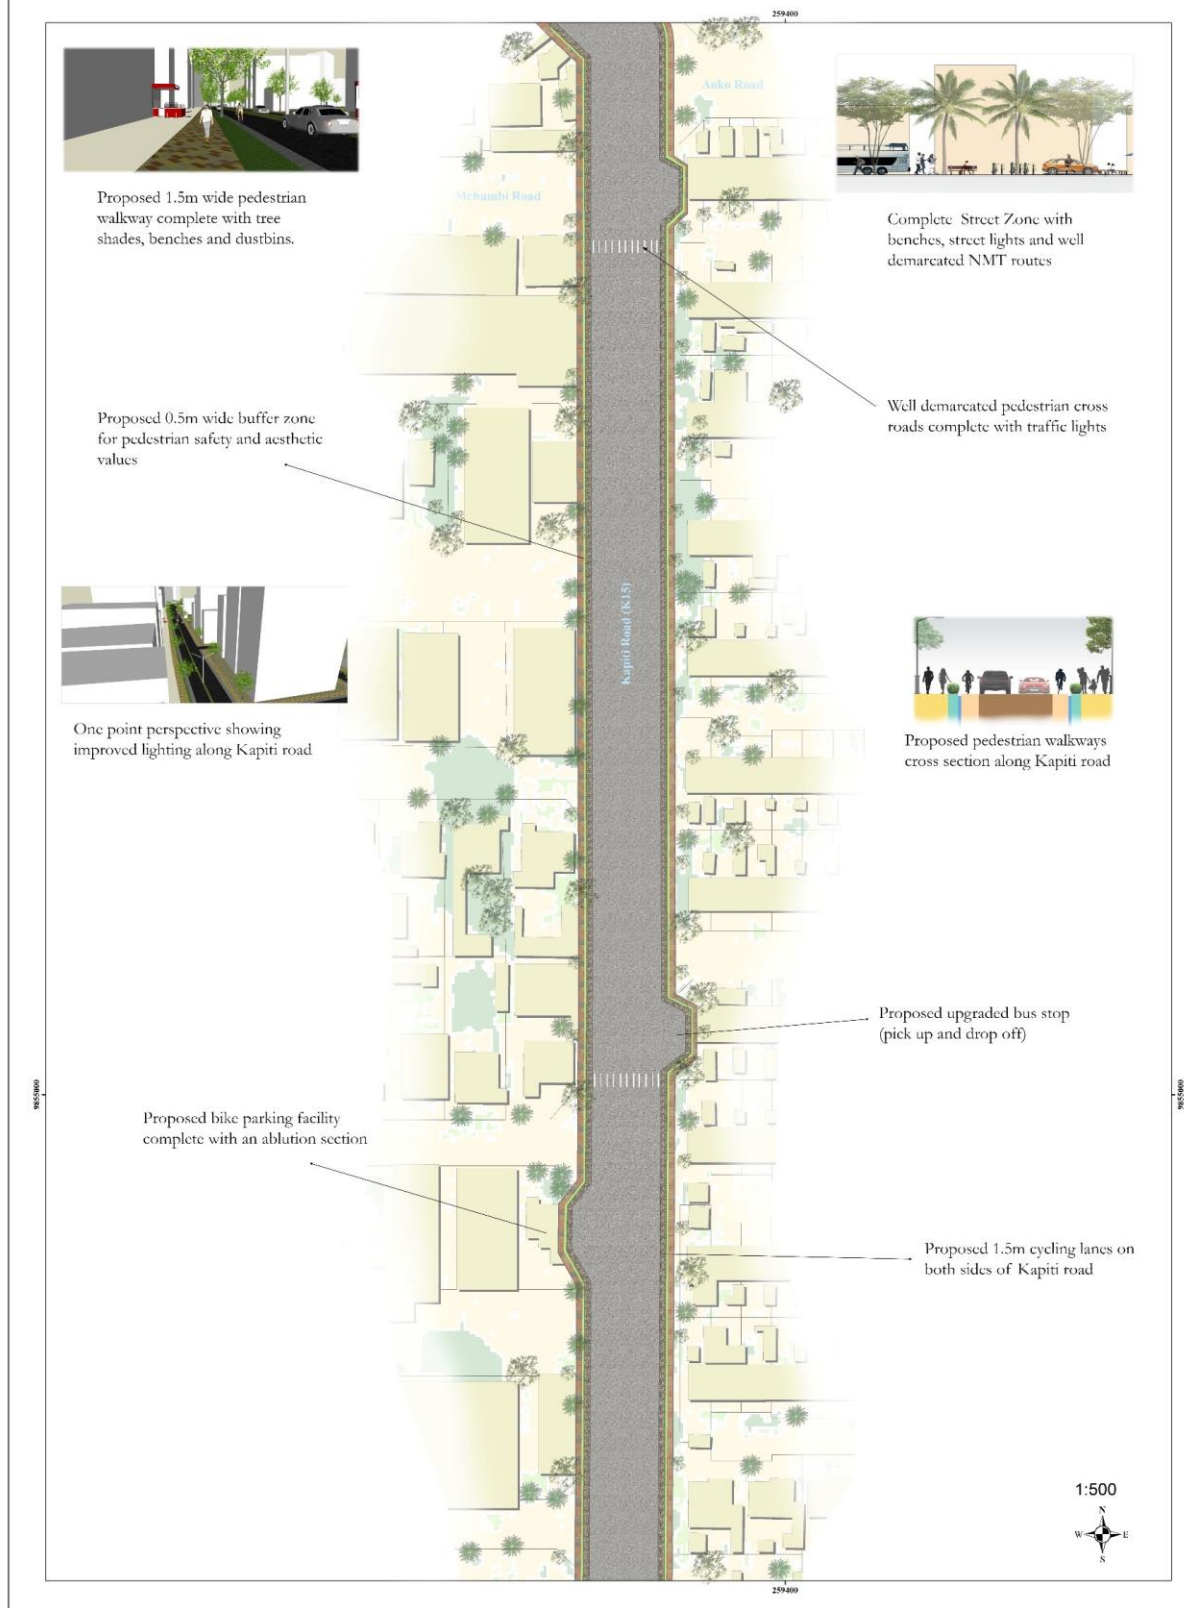 259400
Aoko Road
Proposed 1.5m wide pedestrian
walkway complete with tree
shades, benches and dustbins.
Mchumbi Road
Complete Street Zone with
benches, street lights and well
demarcated NMT routes
Proposed 0.5m wide buffer zone
for pedestrian safety and aesthetic
values
Well demarcated pedestrian cross
roads complete with traffic lights
Kapiti Road (K15)
One point perspective showing
improved lighting along Kapiti road
Proposed pedestrian walkways
cross section along Kapiti road
Proposed upgraded bus stop
(pick up and drop off)
9855000
9855000
Proposed bike parking facility
complete with an ablution section
Proposed 1.5m cycling lanes on
both sides of Kapiti road
1:500
N
W E
S
259400